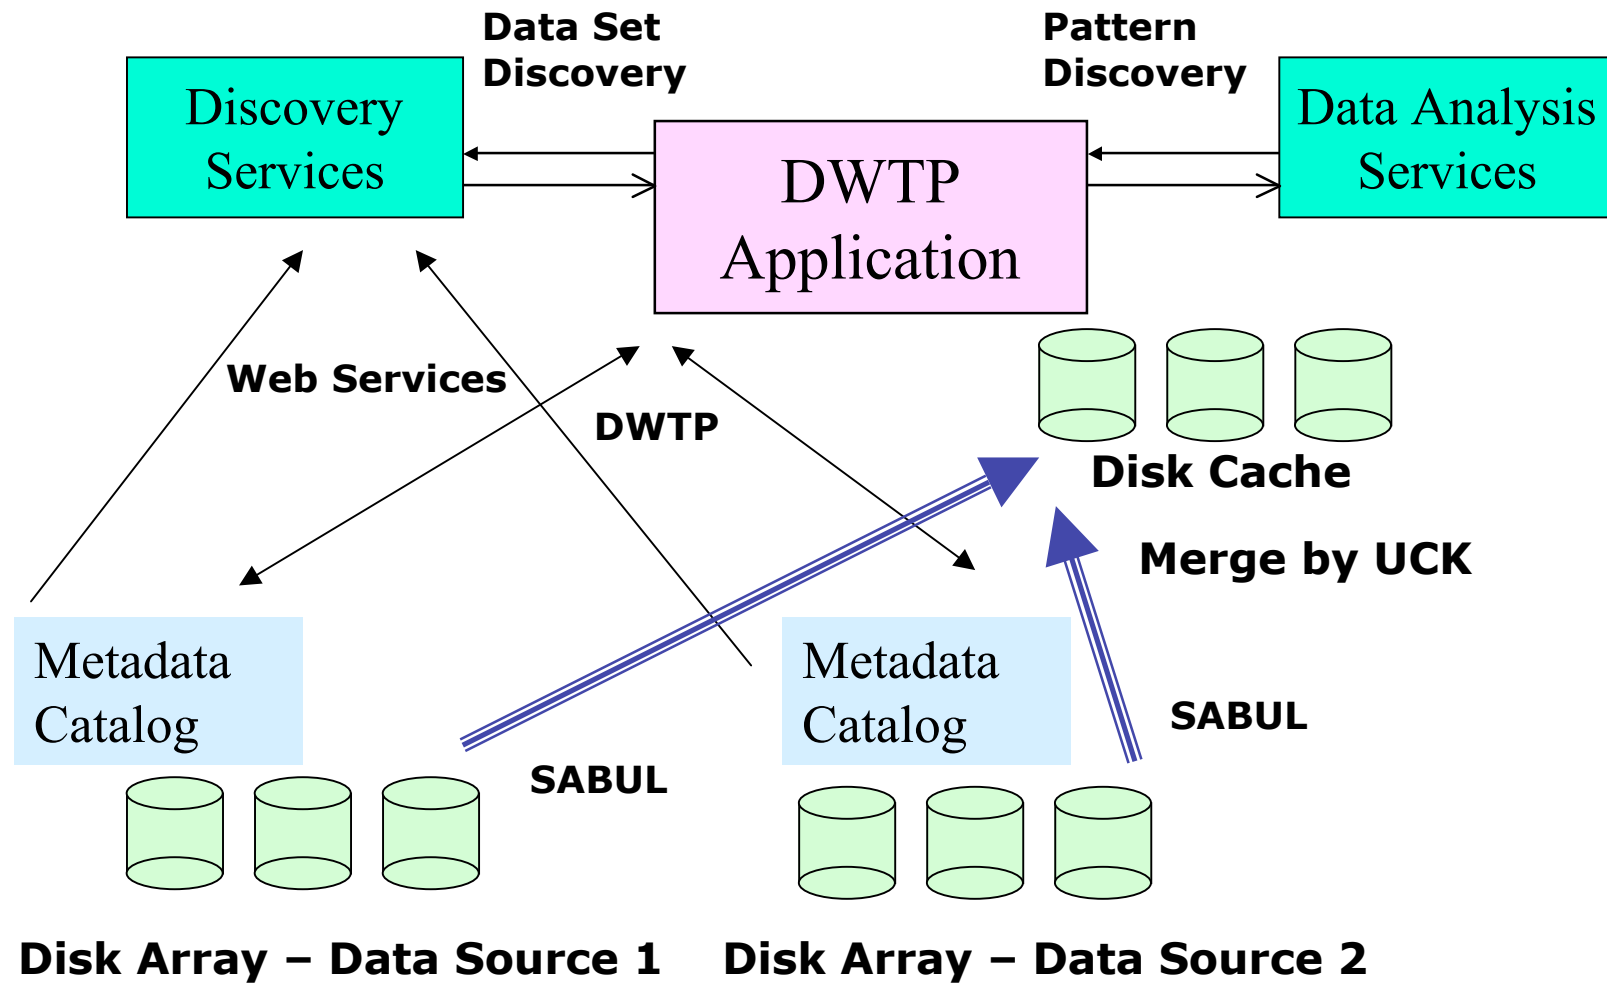 Data Set
Discovery
Pattern
Discovery
Discovery
Services
DWTP
Application
Data Analysis
Services
Web Services
DWTP
Disk Cache
Merge by UCK
Metadata
Catalog
Metadata
Catalog
SABUL
SABUL
Disk Array – Data Source 1
Disk Array – Data Source 2